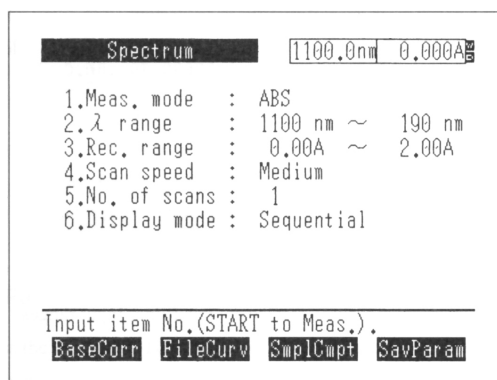 Spectrum 1100.0nm 0.000A
1.Meas. mode : ABS
2.λ range : 1100 nm ～ 190 nm
3.Rec. range : 0.00A ～ 2.00A
4.Scan speed : Medium
5.No. of scans : 1
6.Display mode : Sequential
Input item No.(START to Meas.).
BaseCorr FileCurv SmplCmpt SavParam